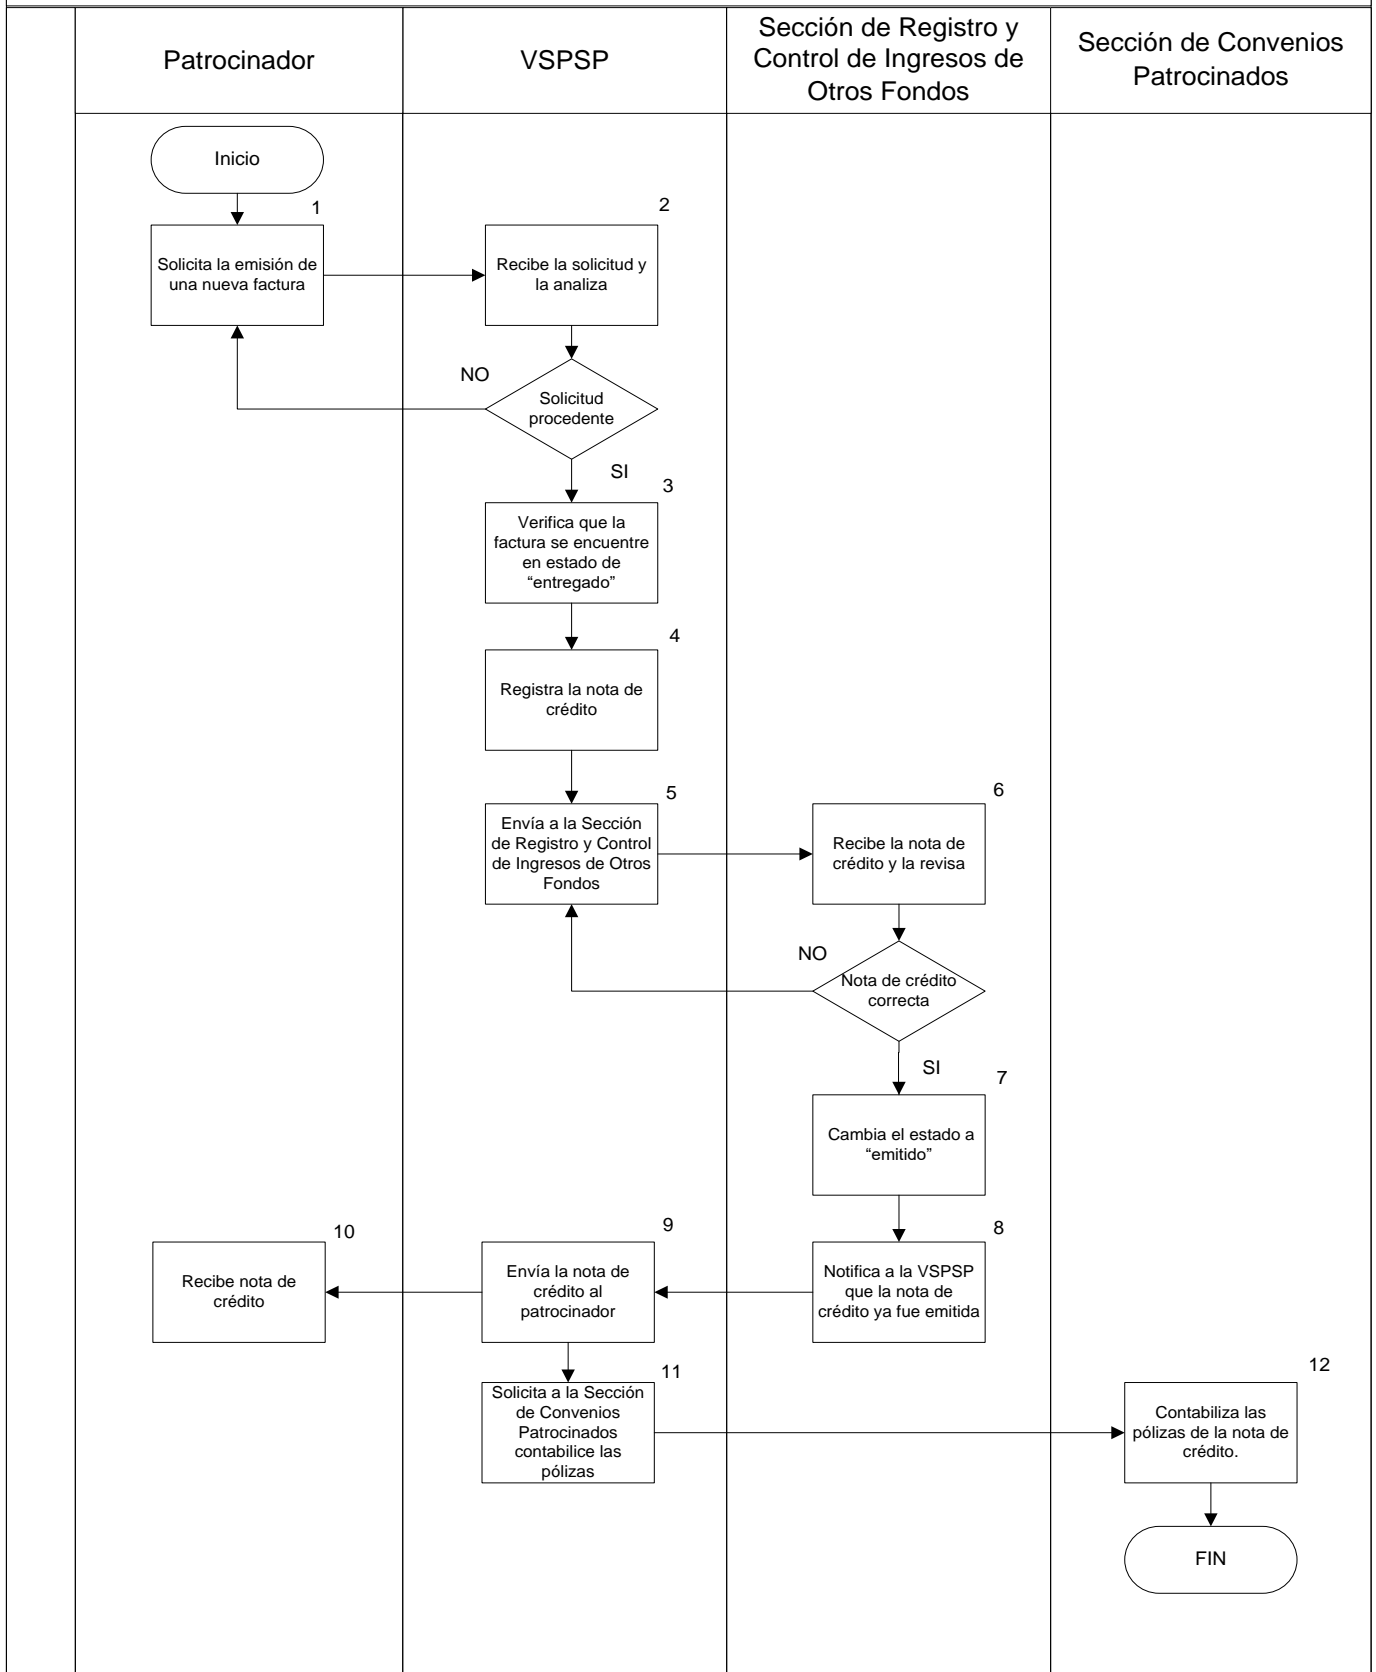 Patrocinador
VSPSP
Sección de Registro y
Control de Ingresos de
Otros Fondos
Sección de Convenios
Patrocinados
Inicio
1
Solicita la emisión de
una nueva factura
2
Recibe la solicitud y
la analiza
NO
Solicitud
procedente
SI
3
Verifica que la
factura se encuentre
en estado de
“entregado”
4
Registra la nota de
crédito
5
Envía a la Sección
de Registro y Control
de Ingresos de Otros
Fondos
6
Recibe la nota de
crédito y la revisa
NO
Nota de crédito
correcta
SI
7
Cambia el estado a
“emitido”
8
Notifica a la VSPSP
que la nota de
crédito ya fue emitida
9
Envía la nota de
crédito al
patrocinador
10
Recibe nota de
crédito
11
Solicita a la Sección
de Convenios
Patrocinados
contabilice las
pólizas
12
Contabiliza las
pólizas de la nota de
crédito.
FIN